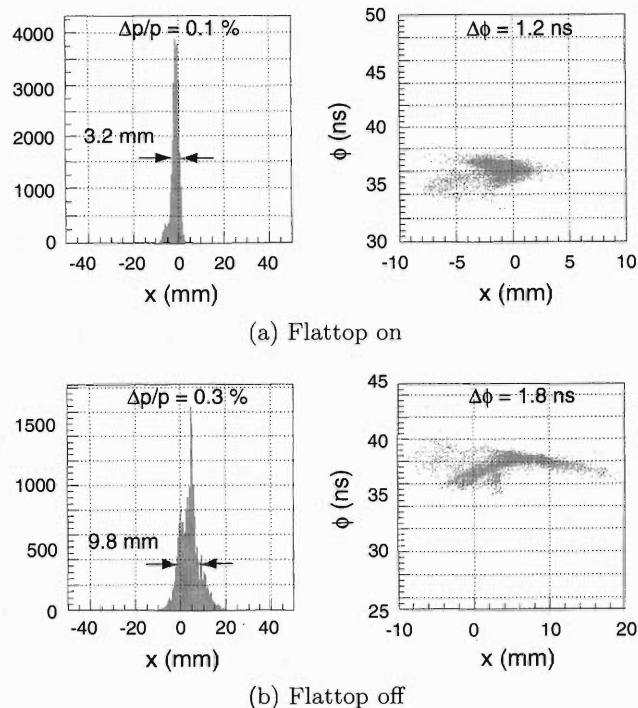 Δp/p = 0.1 %
4000
3000
2000
1000
0
3.2 mm
-50 -40 -20 0 20 40
x (mm)
Δϕ = 1.2 ns
50
45
40
35
30
ϕ (ns)
-10 -5 0 5 10
x (mm)
(a) Flattop on
Δp/p = 0.3 %
1500
1000
500
0
9.8 mm
-50 -40 -20 0 20 40
x (mm)
Δϕ = 1.8 ns
45
40
35
30
25
ϕ (ns)
-10 0 10 20
x (mm)
(b) Flattop off